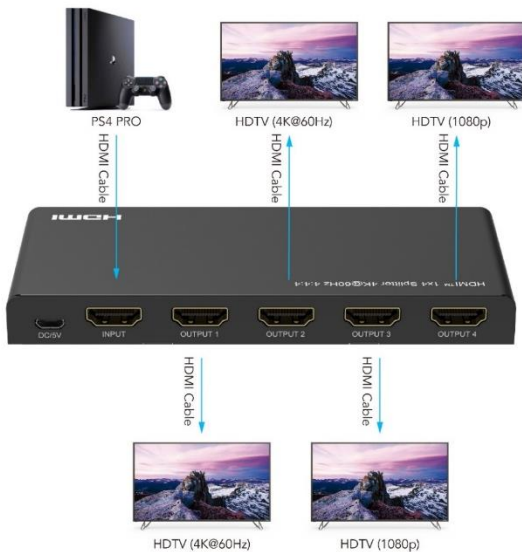 PS4 PRO
HDTV (4K@60Hz)
HDTV (1080p)
HDMI Cable
HDMI Cable
HDMI Cable
HDMI
HDMI™ 1x4 Splitter 4K@60Hz 4:4:4
DC/5V
INPUT
OUTPUT 1
OUTPUT 2
OUTPUT 3
OUTPUT 4
HDMI Cable
HDMI Cable
HDTV (4K@60Hz)
HDTV (1080p)